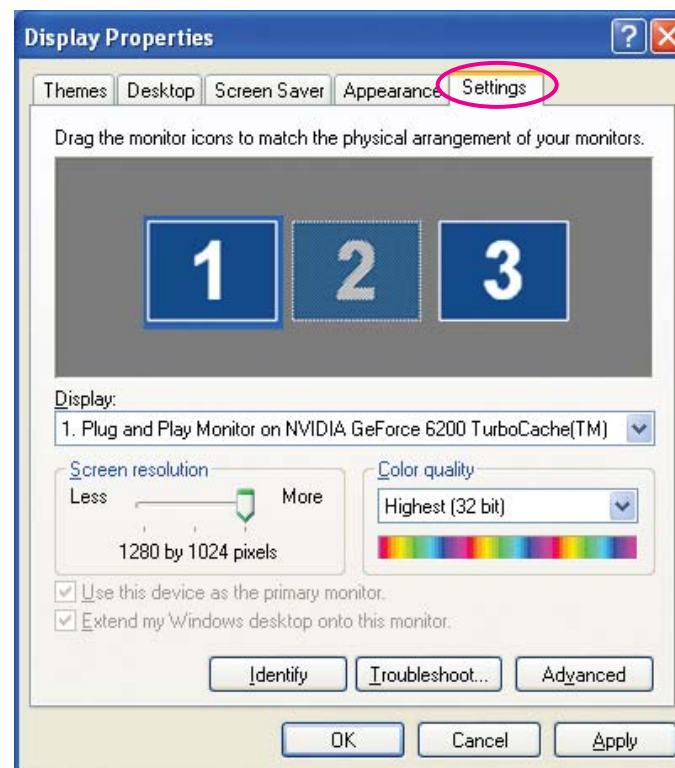 Display Properties
?
Themes Desktop Screen Saver Appearance Settings
Drag the monitor icons to match the physical arrangement of your monitors.
1 2 3
Display:
1. Plug and Play Monitor on NVIDIA GeForce 6200 TurboCache(TM)
Screen resolution
Less More
1280 by 1024 pixels
Color quality
Highest (32 bit)
Use this device as the primary monitor.
Extend my Windows desktop onto this monitor.
Identify Troubleshoot... Advanced
OK Cancel Apply